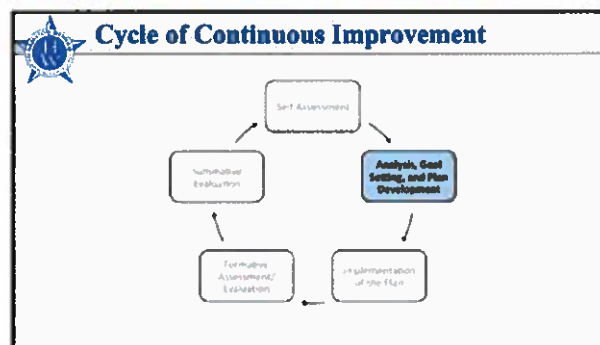 Cycle of Continuous Improvement
Self Assessment
Analysis, Goal
Setting, and Plan
Development
Implementation
of the Plan
Formative
Assessment/
Evaluation
Summative
Evaluation